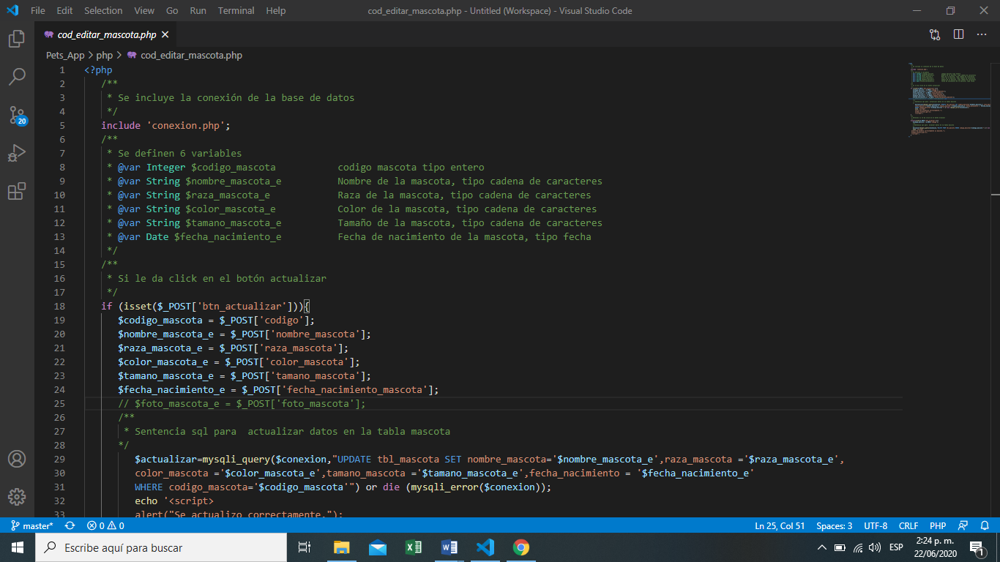 File Edit Selection View Go Run Terminal Help cod_editar_mascota.php - Untitled (Workspace) - Visual Studio Code
cod_editar_mascota.php
Pets_App > php > cod_editar_mascota.php
1 <?php
2 /**
3 * Se incluye la conexión de la base de datos
4 */
5 include 'conexion.php';
6 /**
7 * Se definen 6 variables
8 * @var Integer $codigo_mascota codigo mascota tipo entero
9 * @var String $nombre_mascota_e Nombre de la mascota, tipo cadena de caracteres
10 * @var String $raza_mascota_e Raza de la mascota, tipo cadena de caracteres
11 * @var String $color_mascota_e Color de la mascota, tipo cadena de caracteres
12 * @var String $tamano_mascota_e Tamaño de la mascota, tipo cadena de caracteres
13 * @var Date $fecha_nacimiento_e Fecha de nacimiento de la mascota, tipo fecha
14 */
15 /**
16 * Si le da click en el botón actualizar
17 */
18 if (isset($_POST['btn_actualizar'])){
19 $codigo_mascota = $_POST['codigo'];
20 $nombre_mascota_e = $_POST['nombre_mascota'];
21 $raza_mascota_e = $_POST['raza_mascota'];
22 $color_mascota_e = $_POST['color_mascota'];
23 $tamano_mascota_e = $_POST['tamano_mascota'];
24 $fecha_nacimiento_e = $_POST['fecha_nacimiento_mascota'];
25 // $foto_mascota_e = $_POST['foto_mascota'];
26 /**
27 * Sentencia sql para  actualizar datos en la tabla mascota
28 */
29 $actualizar=mysqli_query($conexion,"UPDATE tbl_mascota SET nombre_mascota='$nombre_mascota_e',raza_mascota ='$raza_mascota_e',
30 color_mascota ='$color_mascota_e',tamano_mascota ='$tamano_mascota_e',fecha_nacimiento = '$fecha_nacimiento_e'
31 WHERE codigo_mascota='$codigo_mascota'") or die (mysqli_error($conexion));
32 echo '<script>
33 alert("Se actualizo correctamente.");
20
master* 0 0 Ln 25, Col 51 Spaces: 3 UTF-8 CRLF PHP
Escribe aquí para buscar
ESP 2:24 p. m.
22/06/2020
1